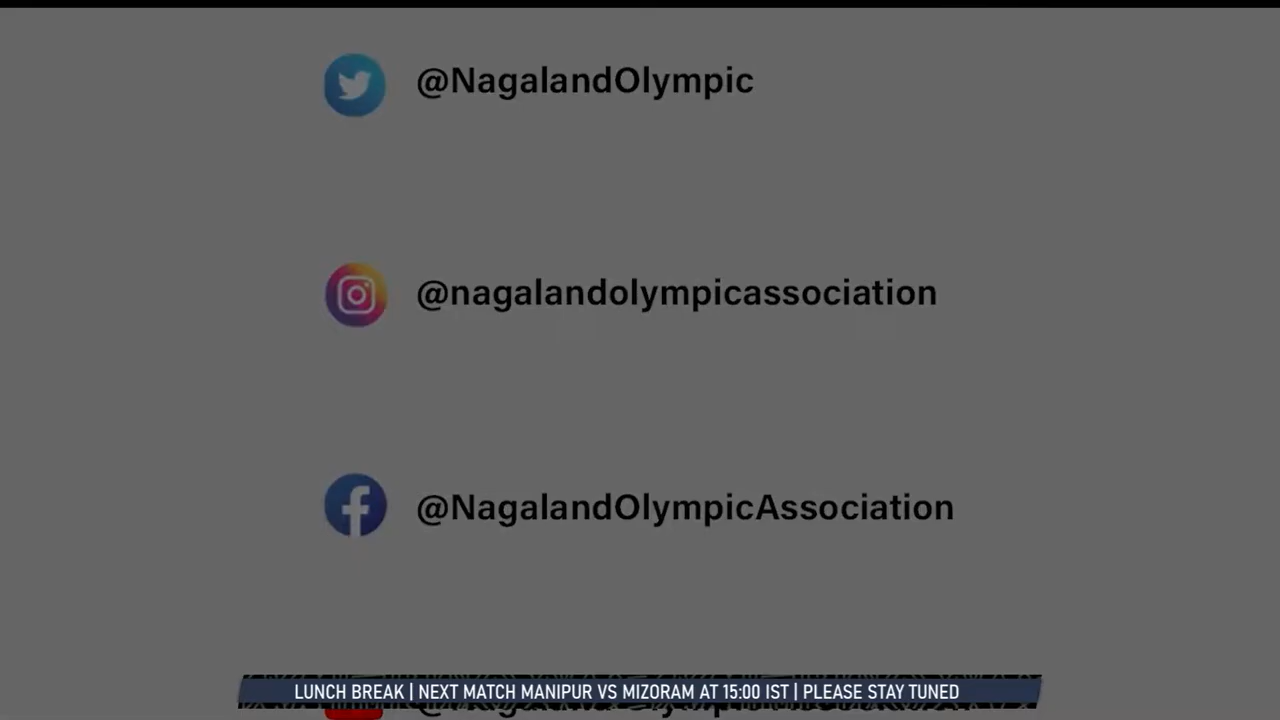 @NagalandOlympic
@nagalandolympicassociation
@NagalandOlympicAssociation
LUNCH BREAK | NEXT MATCH MANIPUR VS MIZORAM AT 15:00 IST | PLEASE STAY TUNED